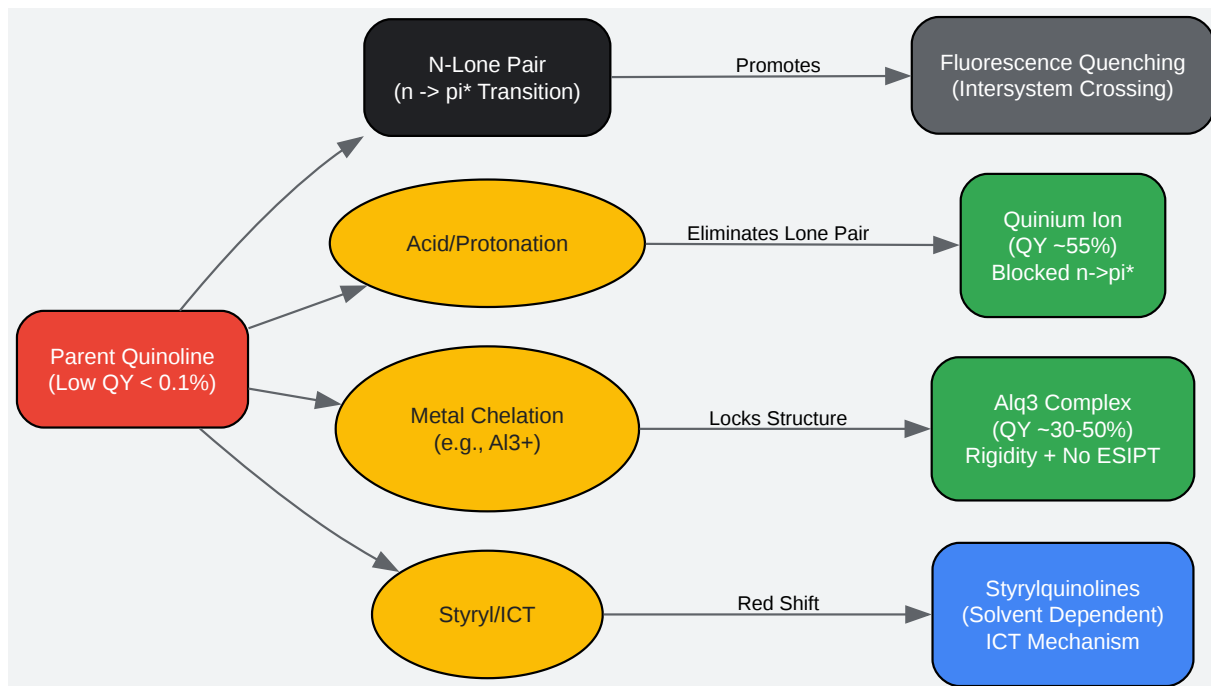 N-Lone Pair
(n -> pi* Transition)
Promotes
Fluorescence Quenching
(Intersystem Crossing)
Acid/Protonation
Eliminates Lone Pair
Quinium Ion
(QY ~55%)
Blocked n->pi*
Parent Quinoline
(Low QY < 0.1%)
Metal Chelation
(e.g., Al3+)
Locks Structure
Alq3 Complex
(QY ~30-50%)
Rigidity + No ESIPT
Styryl/ICT
Red Shift
Styrylquinolines
(Solvent Dependent)
ICT Mechanism